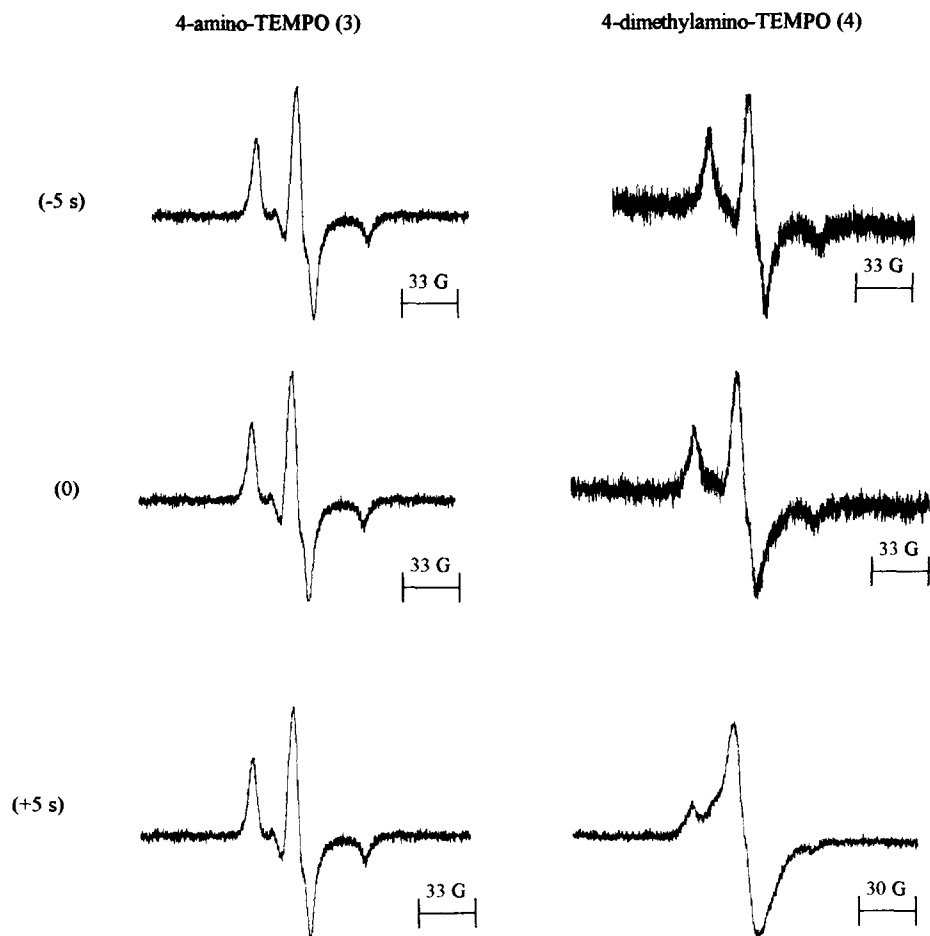 4-amino-TEMPO (3)
4-dimethylamino-TEMPO (4)
(-5 s)
33 G
33 G
(0)
33 G
33 G
(+5 s)
33 G
30 G